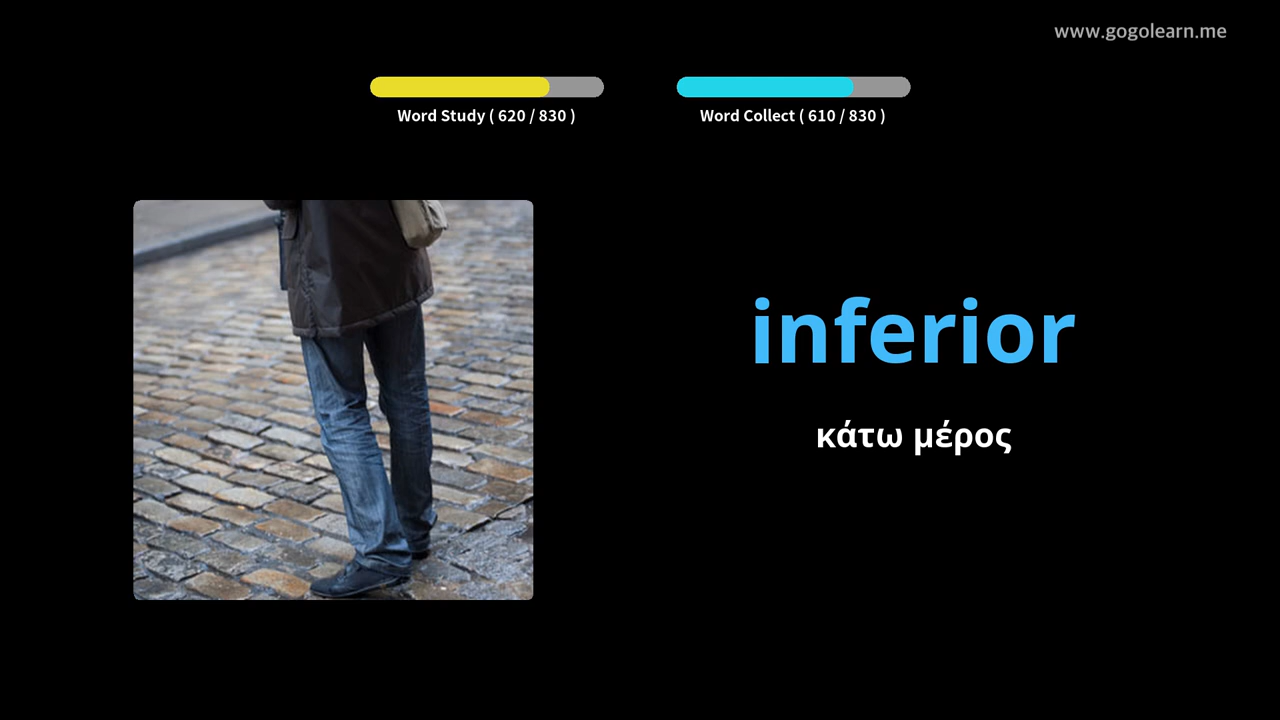 www.gogolearn.me
Word Study ( 620 / 830 )
Word Collect ( 610 / 830 )
inferior
κάτω μέρος